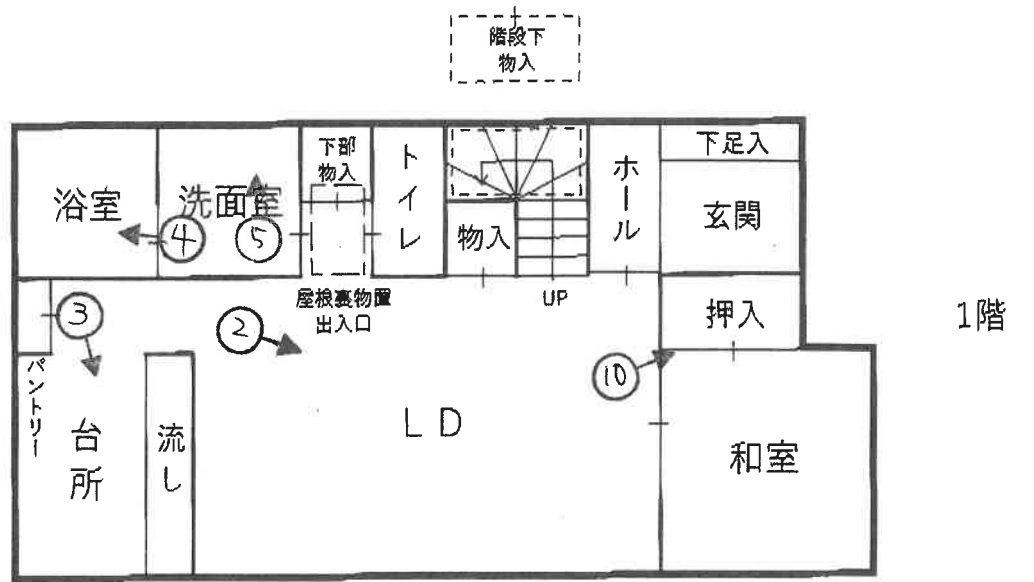 階段下
物入
下足入
下部
物入
トイレ
ホール
浴室
洗面室
玄関
物入
④
⑤
屋根裏物置
出入口
UP
押入
1階
③
②
⑩
パントリー
台所
流し
LD
和室